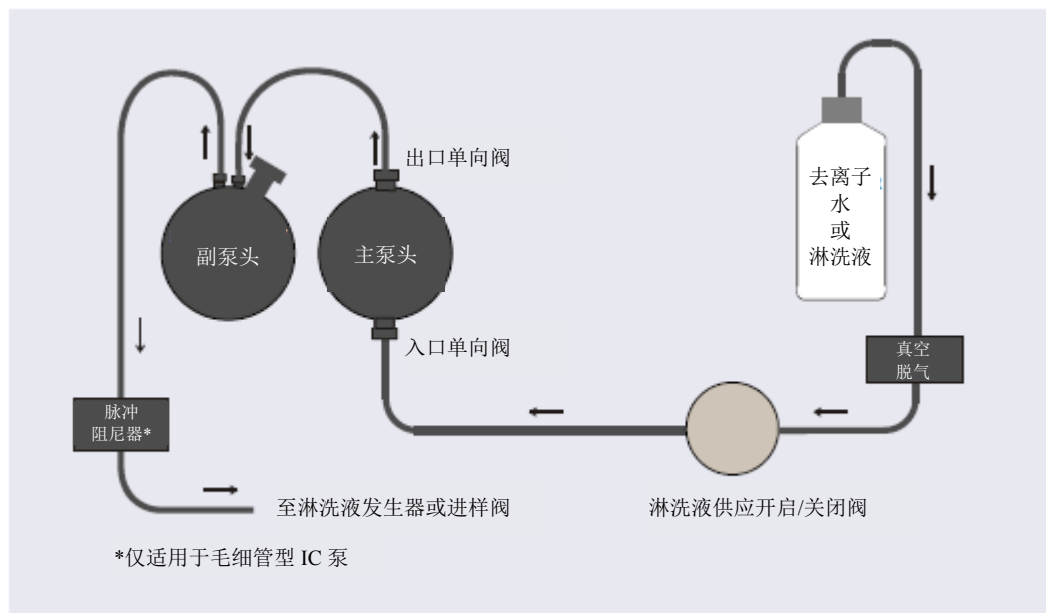 出口单向阀
去离子
水
或
淋洗液
副泵头
主泵头
入口单向阀
真空
脱气
脉冲
阻尼器*
至淋洗液发生器或进样阀
淋洗液供应开启/关闭阀
*仅适用于毛细管型 IC 泵